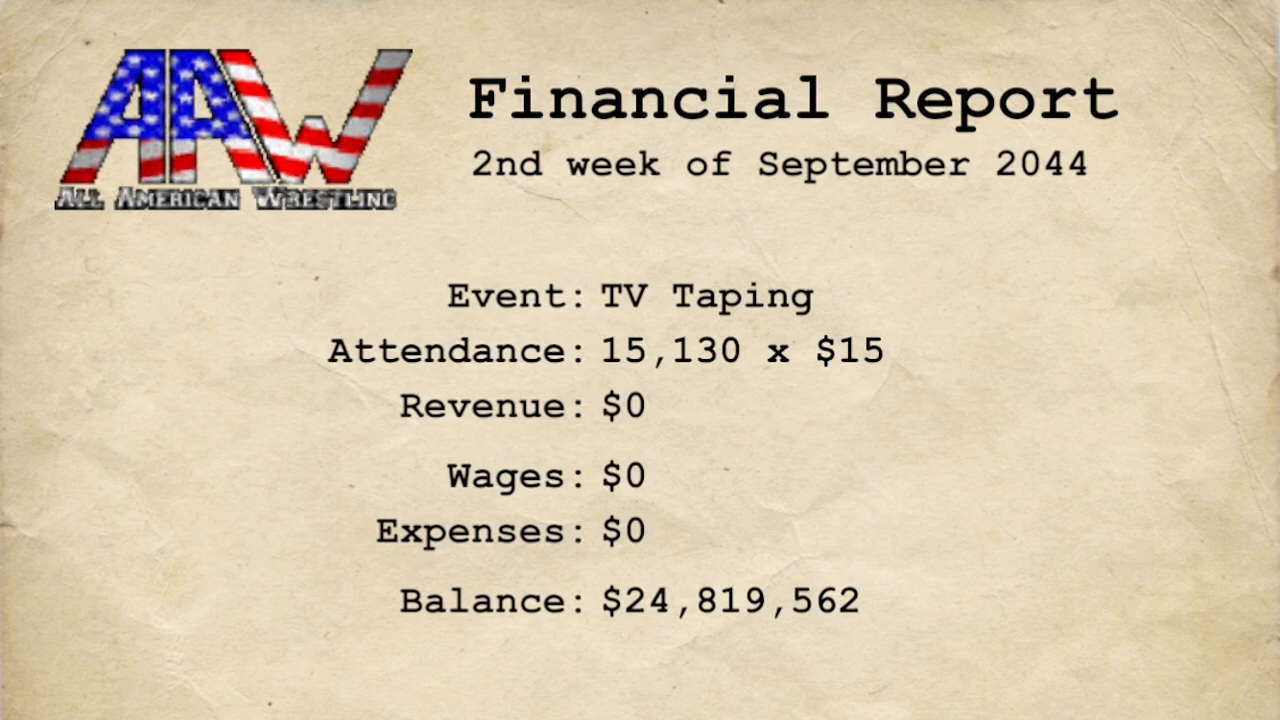 AAW
ALL AMERICAN WRESTLING
Financial Report
2nd week of September 2044
Event: TV Taping
Attendance: 15,130 x $15
Revenue: $0
Wages: $0
Expenses: $0
Balance: $24,819,562